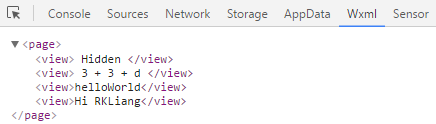 Console Sources Network Storage AppData Wxml Sensor
▼<page>
<view> Hidden </view>
<view> 3 + 3 + d </view>
<view>helloWorld</view>
<view>Hi RKLiang</view>
</page>